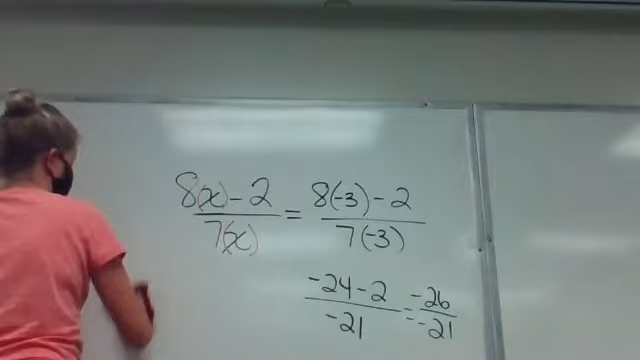 8(x) - 2 = 8(-3) - 2
7(x) 7(-3)
-24 - 2 = -26
-21 -21